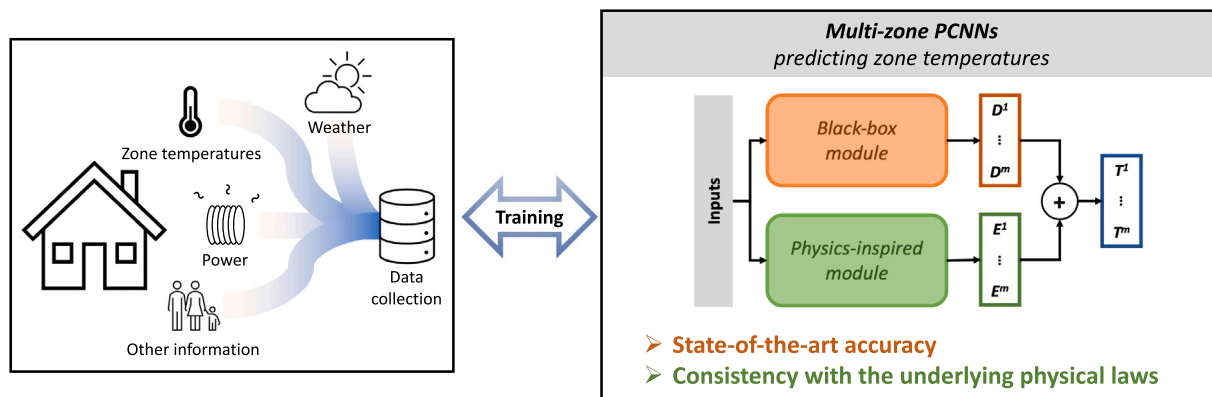 Weather
Zone temperatures
Power
Data
collection
Other information
Training
Multi-zone PCNNs
predicting zone temperatures
Inputs
Black-box
module
D¹
⋮
Dᵐ
Physics-inspired
module
E¹
⋮
Eᵐ
+
T¹
⋮
Tᵐ
➢ State-of-the-art accuracy
➢ Consistency with the underlying physical laws